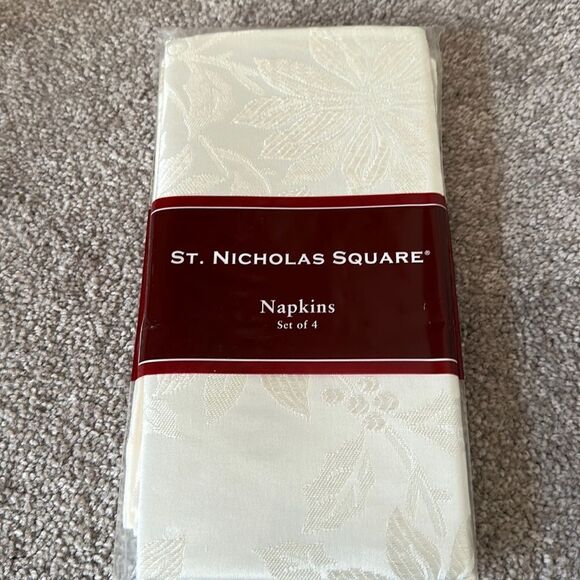 ST. NICHOLAS SQUARE®
Napkins
Set of 4